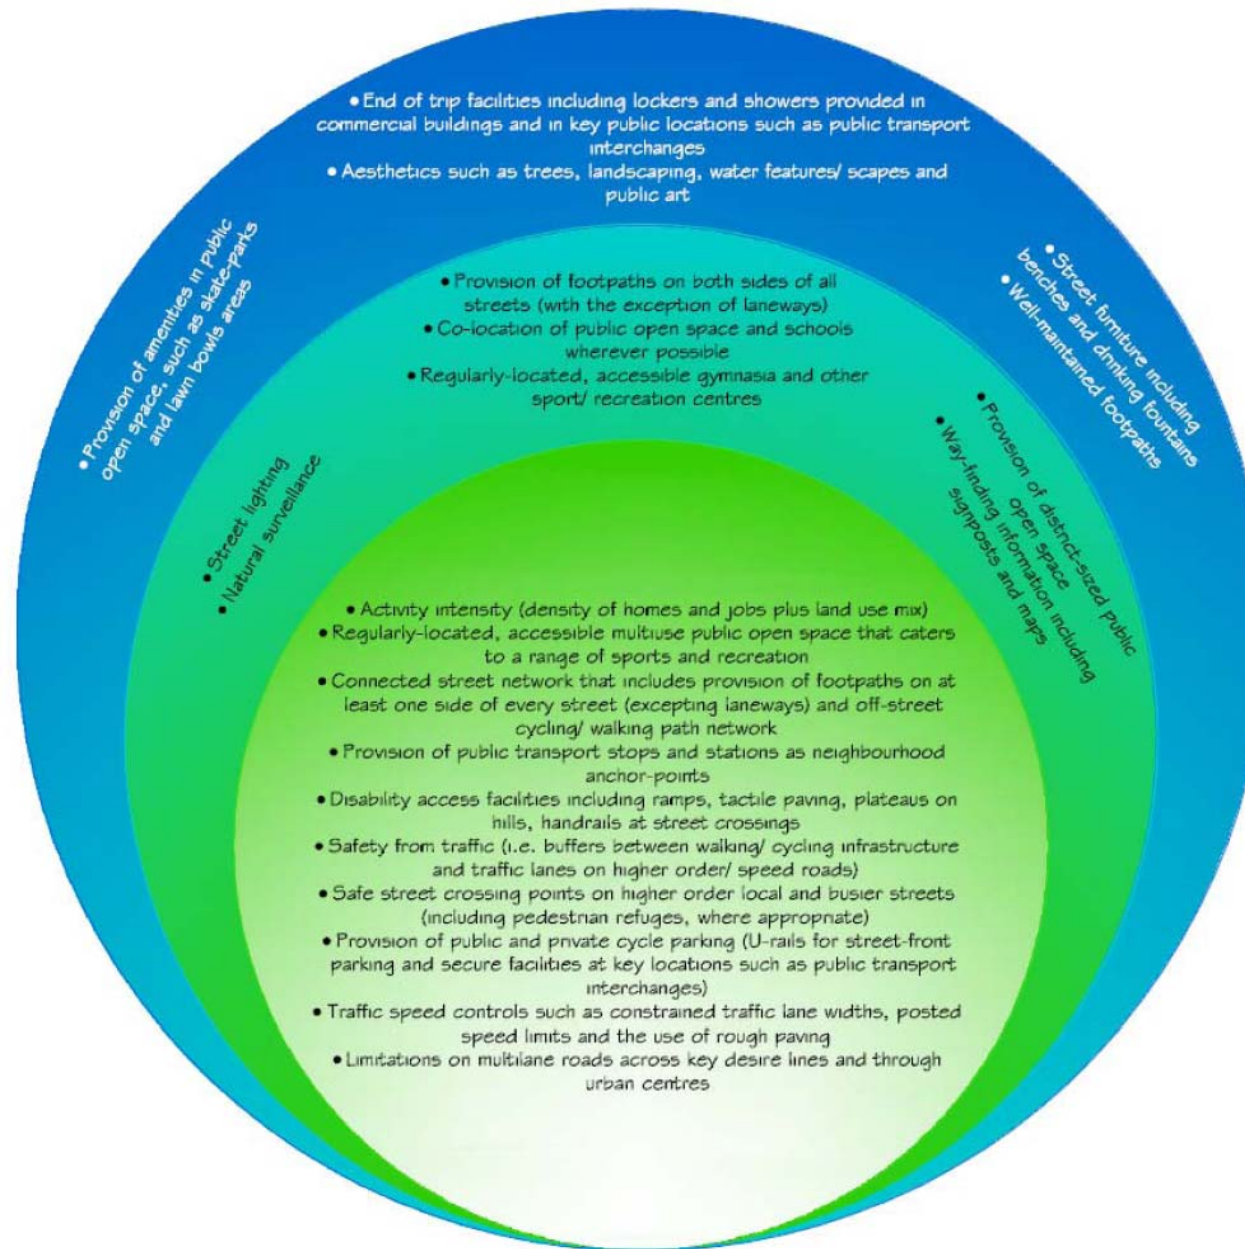 • End of trip facilities including lockers and showers provided in
commercial buildings and in key public locations such as public transport
interchanges
• Aesthetics such as trees, landscaping, water features/ scapes and
public art
• Provision of amenities in public
open space, such as skate-parks
and lawn bowls areas
• Street furniture including
benches and drinking fountains
• Well-maintained footpaths
• Provision of footpaths on both sides of all
streets (with the exception of laneways)
• Co-location of public open space and schools
wherever possible
• Regularly-located, accessible gymnasia and other
sport/ recreation centres
• Street lighting
• Natural surveillance
• Provision of district-sized public
open space
• Way-finding information including
signposts and maps
• Activity intensity (density of homes and jobs plus land use mix)
• Regularly-located, accessible multiuse public open space that caters
to a range of sports and recreation
• Connected street network that includes provision of footpaths on at
least one side of every street (excepting laneways) and off-street
cycling/ walking path network
• Provision of public transport stops and stations as neighbourhood
anchor-points
• Disability access facilities including ramps, tactile paving, plateaus on
hills, handrails at street crossings
• Safety from traffic (i.e. buffers between walking/ cycling infrastructure
and traffic lanes on higher order/ speed roads)
• Safe street crossing points on higher order local and busier streets
(including pedestrian refuges, where appropriate)
• Provision of public and private cycle parking (U-rails for street-front
parking and secure facilities at key locations such as public transport
interchanges)
• Traffic speed controls such as constrained traffic lane widths, posted
speed limits and the use of rough paving
• Limitations on multilane roads across key desire lines and through
urban centres